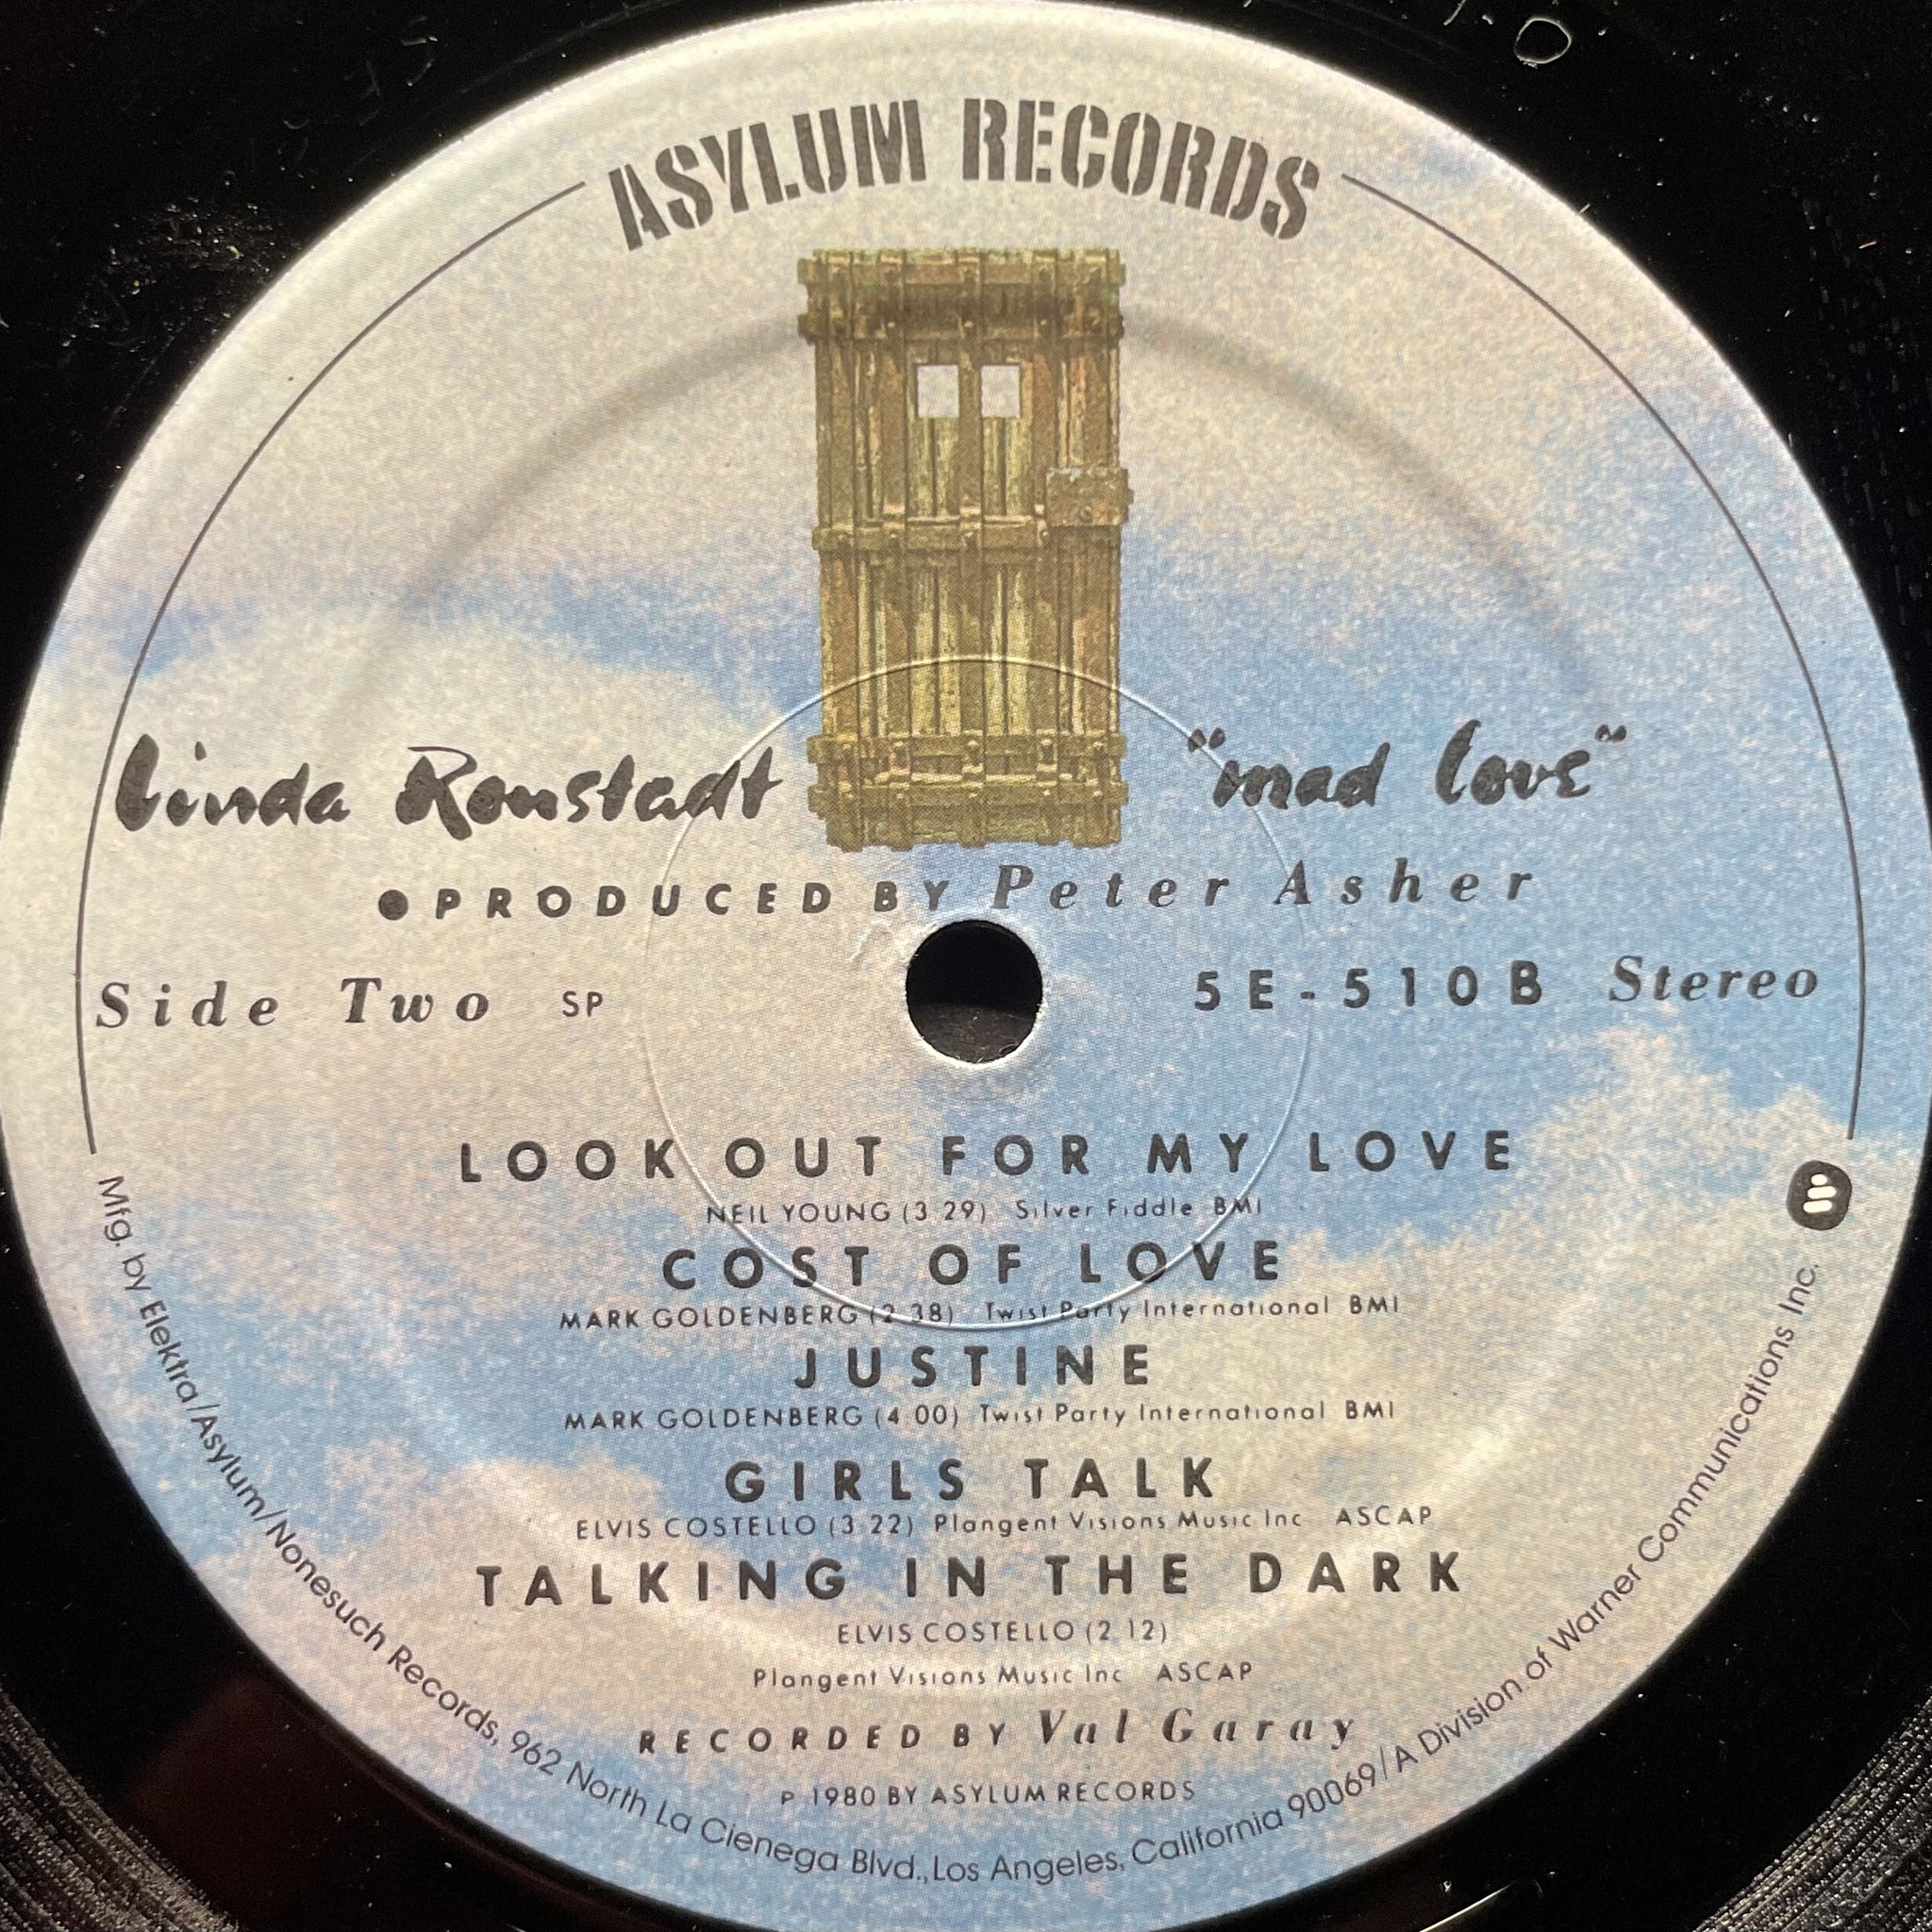 ASYLUM RECORDS
Linda Ronstadt "mad love"
PRODUCED BY Peter Asher
Side Two SP 5E-510B Stereo
LOOK OUT FOR MY LOVE
NEIL YOUNG (3 29) Silver Fiddle BMI
COST OF LOVE
MARK GOLDENBERG (2 38) Twist Party International BMI
JUSTINE
MARK GOLDENBERG (4 00) Twist Party International BMI
GIRLS TALK
ELVIS COSTELLO (3 22) Plangent Visions Music Inc ASCAP
TALKING IN THE DARK
ELVIS COSTELLO (2 12)
Plangent Visions Music Inc ASCAP
RECORDED BY Val Garay
P 1980 BY ASYLUM RECORDS
Mfg. by Elektra/Asylum/Nonesuch Records, 962 North La Cienega Blvd., Los Angeles, California 90069/A Division of Warner Communications Inc.